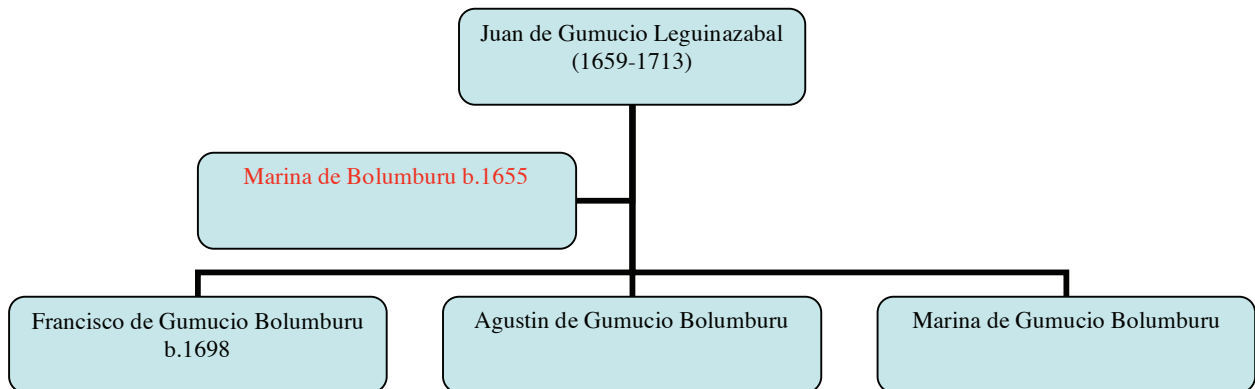 Juan de Gumucio Leguinazabal
(1659-1713)
Marina de Bolumburu b.1655
Francisco de Gumucio Bolumburu
b.1698
Agustin de Gumucio Bolumburu
Marina de Gumucio Bolumburu